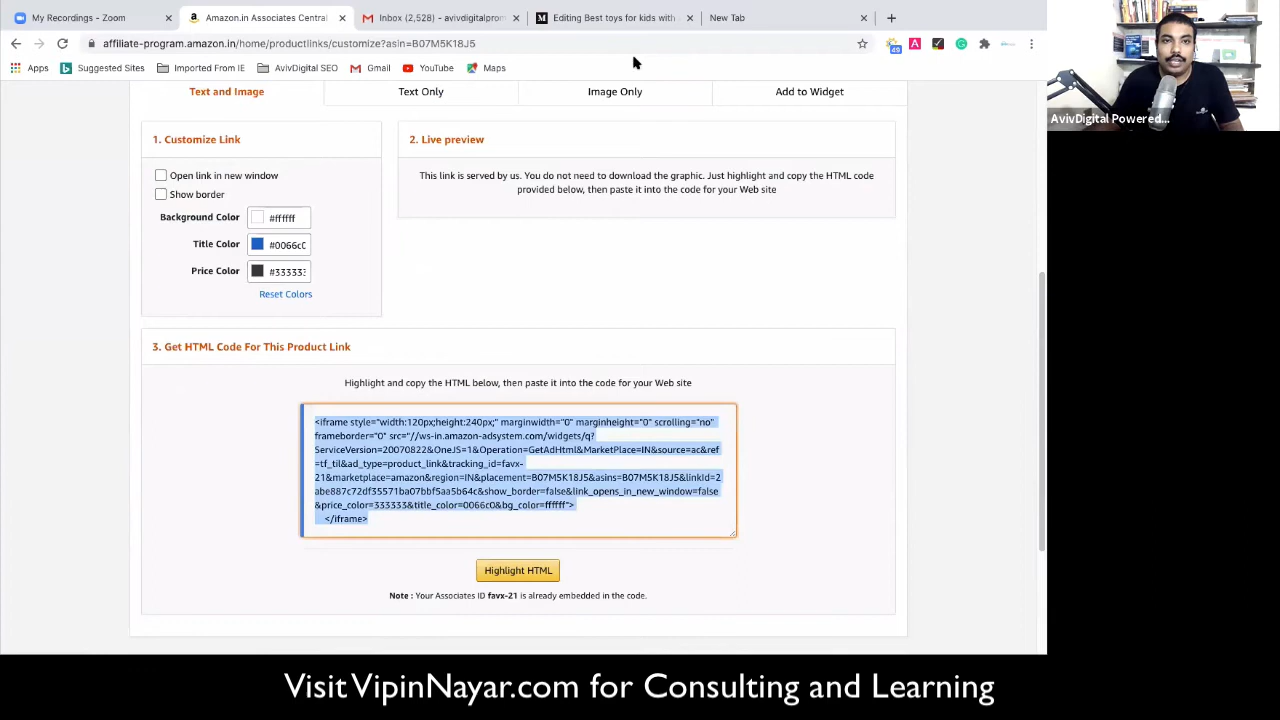 My Recordings - Zoom
Amazon.in Associates Central
Inbox (2,528) - avivdigitalprom
Editing Best toys for kids with
New Tab
affiliate-program.amazon.in/home/productlinks/customize?asin=B07M5K18J5
49
Apps
Suggested Sites
Imported From IE
AvivDigital SEO
Gmail
YouTube
Maps
AvivDigital Powered...
Text and Image
Text Only
Image Only
Add to Widget
1. Customize Link
Open link in new window
Show border
Background Color
#ffffff
Title Color
#0066c0
Price Color
#333333
Reset Colors
2. Live preview
This link is served by us. You do not need to download the graphic. Just highlight and copy the HTML code
provided below, then paste it into the code for your Web site
3. Get HTML Code For This Product Link
Highlight and copy the HTML below, then paste it into the code for your Web site
<iframe style="width:120px;height:240px;" marginwidth="0" marginheight="0" scrolling="no"
frameborder="0" src="//ws-in.amazon-adsystem.com/widgets/q?
ServiceVersion=20070822&OneJS=1&Operation=GetAdHtml&MarketPlace=IN&source=ac&ref
=tf_til&ad_type=product_link&tracking_id=favx-
21&marketplace=amazon&region=IN&placement=B07M5K18J5&asins=B07M5K18J5&linkId=2
abe887c72df35571ba07bbf5aa5b64c&show_border=false&link_opens_in_new_window=false
&price_color=333333&title_color=0066c0&bg_color=ffffff">
</iframe>
Highlight HTML
Note : Your Associates ID favx-21 is already embedded in the code.
Visit VipinNayar.com for Consulting and Learning